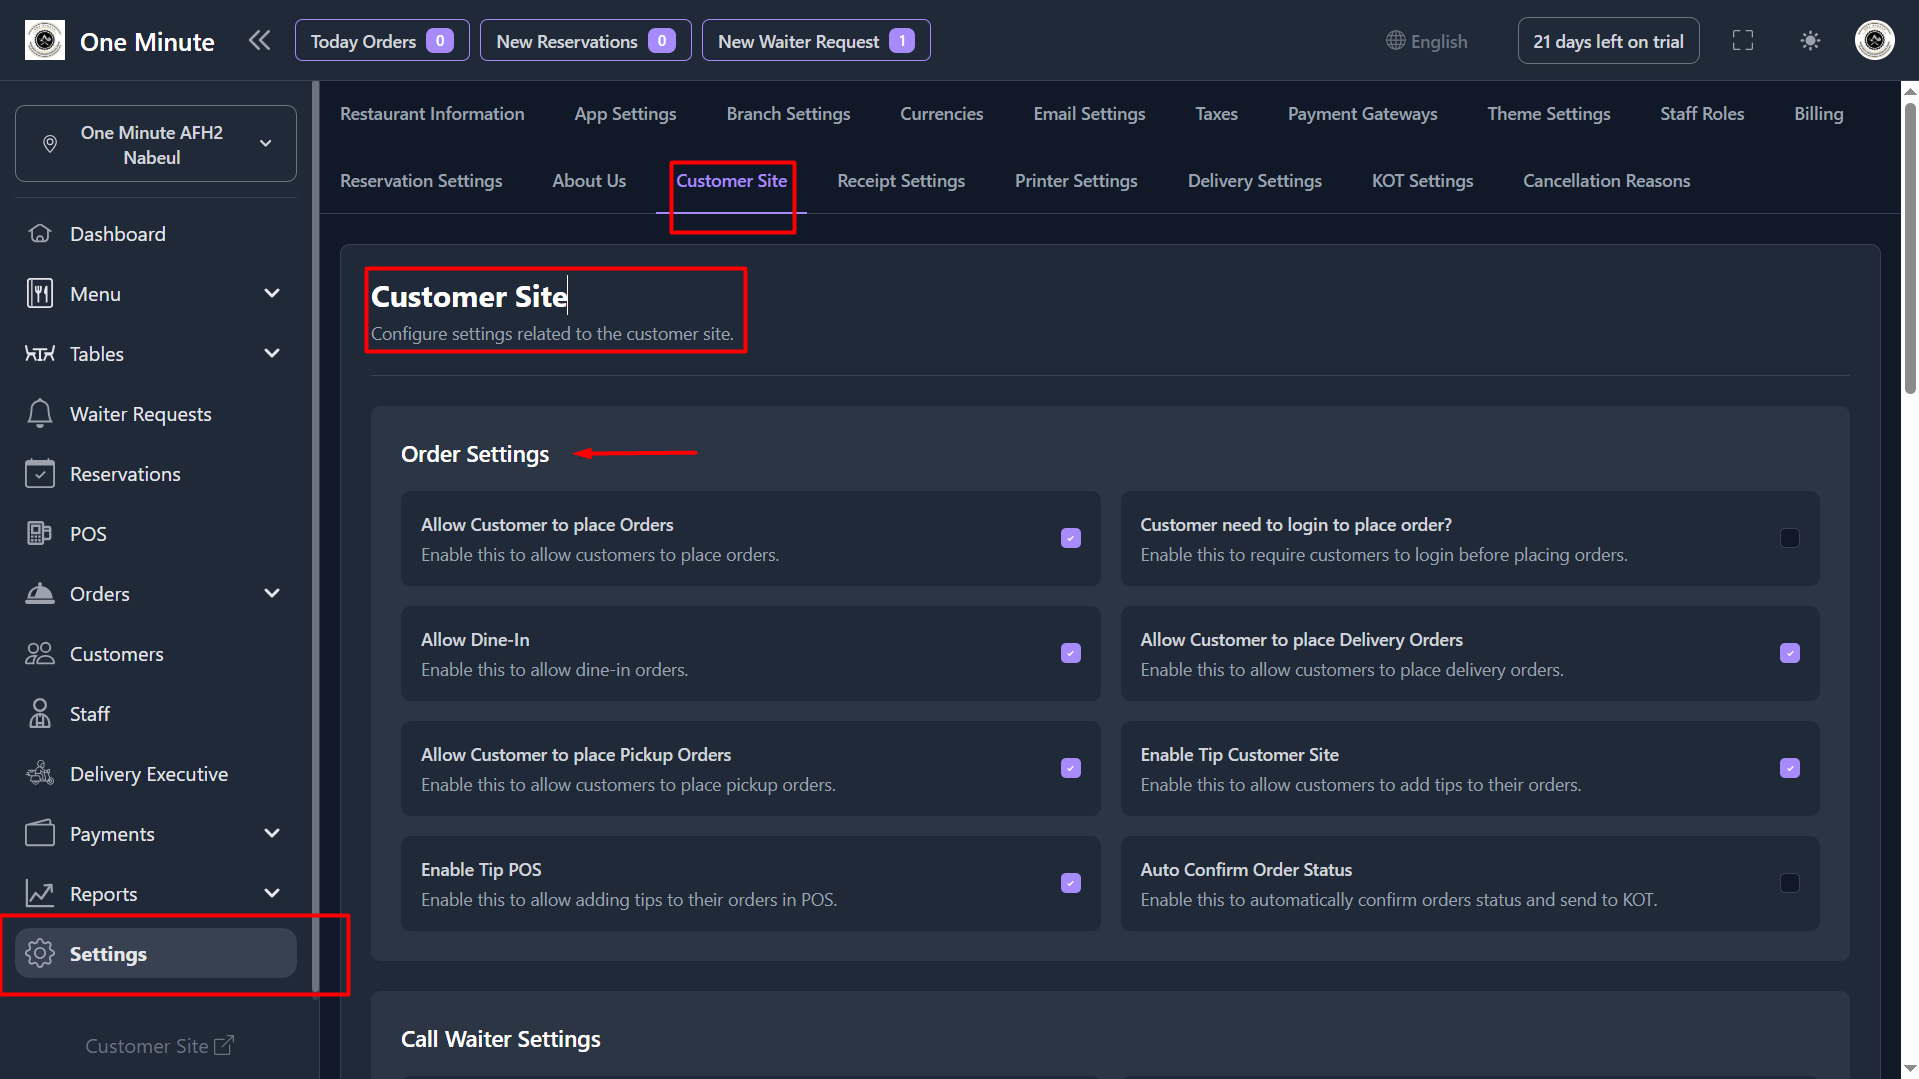 One Minute
Today Orders 0
New Reservations 0
New Waiter Request 1
English
21 days left on trial
One Minute AFH2
Nabeul
Dashboard
Menu
Tables
Waiter Requests
Reservations
POS
Orders
Customers
Staff
Delivery Executive
Payments
Reports
Settings
Customer Site
Restaurant Information App Settings Branch Settings Currencies Email Settings Taxes Payment Gateways Theme Settings Staff Roles Billing
Reservation Settings About Us Customer Site Receipt Settings Printer Settings Delivery Settings KOT Settings Cancellation Reasons
Customer Site
Configure settings related to the customer site.
Order Settings
Allow Customer to place Orders
Enable this to allow customers to place orders.
Customer need to login to place order?
Enable this to require customers to login before placing orders.
Allow Dine-In
Enable this to allow dine-in orders.
Allow Customer to place Delivery Orders
Enable this to allow customers to place delivery orders.
Allow Customer to place Pickup Orders
Enable this to allow customers to place pickup orders.
Enable Tip Customer Site
Enable this to allow customers to add tips to their orders.
Enable Tip POS
Enable this to allow adding tips to their orders in POS.
Auto Confirm Order Status
Enable this to automatically confirm orders status and send to KOT.
Call Waiter Settings